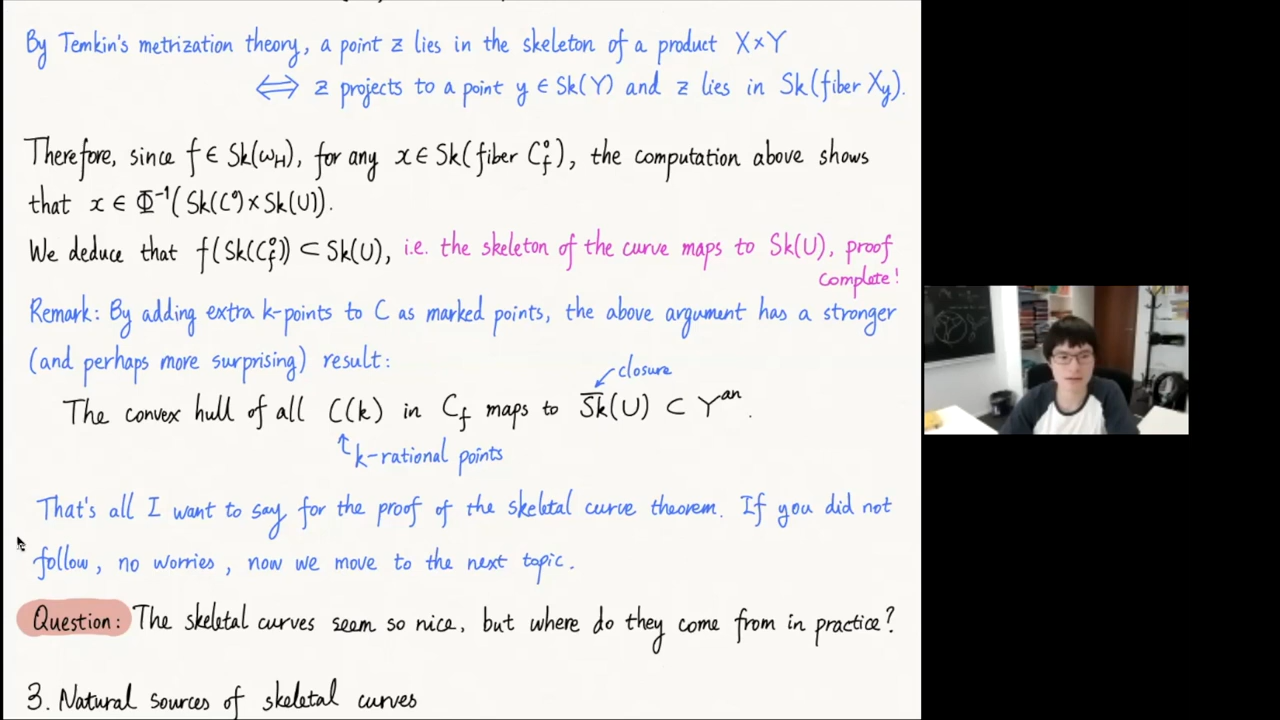 By Temkin's metrization theory, a point z lies in the skeleton of a product X×Y
⟺ z projects to a point y ∈ Sk(Y) and z lies in Sk(fiber X_y).
Therefore, since f ∈ Sk(ω_H), for any x ∈ Sk(fiber C°_f), the computation above shows
that x ∈ Φ⁻¹(Sk(C°)×Sk(U)).
We deduce that f(Sk(C°_f)) ⊂ Sk(U), i.e. the skeleton of the curve maps to Sk(U), proof
complete!
Remark: By adding extra k-points to C as marked points, the above argument has a stronger
(and perhaps more surprising) result:
closure
The convex hull of all C(k) in C_f maps to S̅k̅(U) ⊂ Y^an.
k-rational points
That's all I want to say for the proof of the skeletal curve theorem. If you did not
follow, no worries, now we move to the next topic.
Question: The skeletal curves seem so nice, but where do they come from in practice?
3. Natural sources of skeletal curves